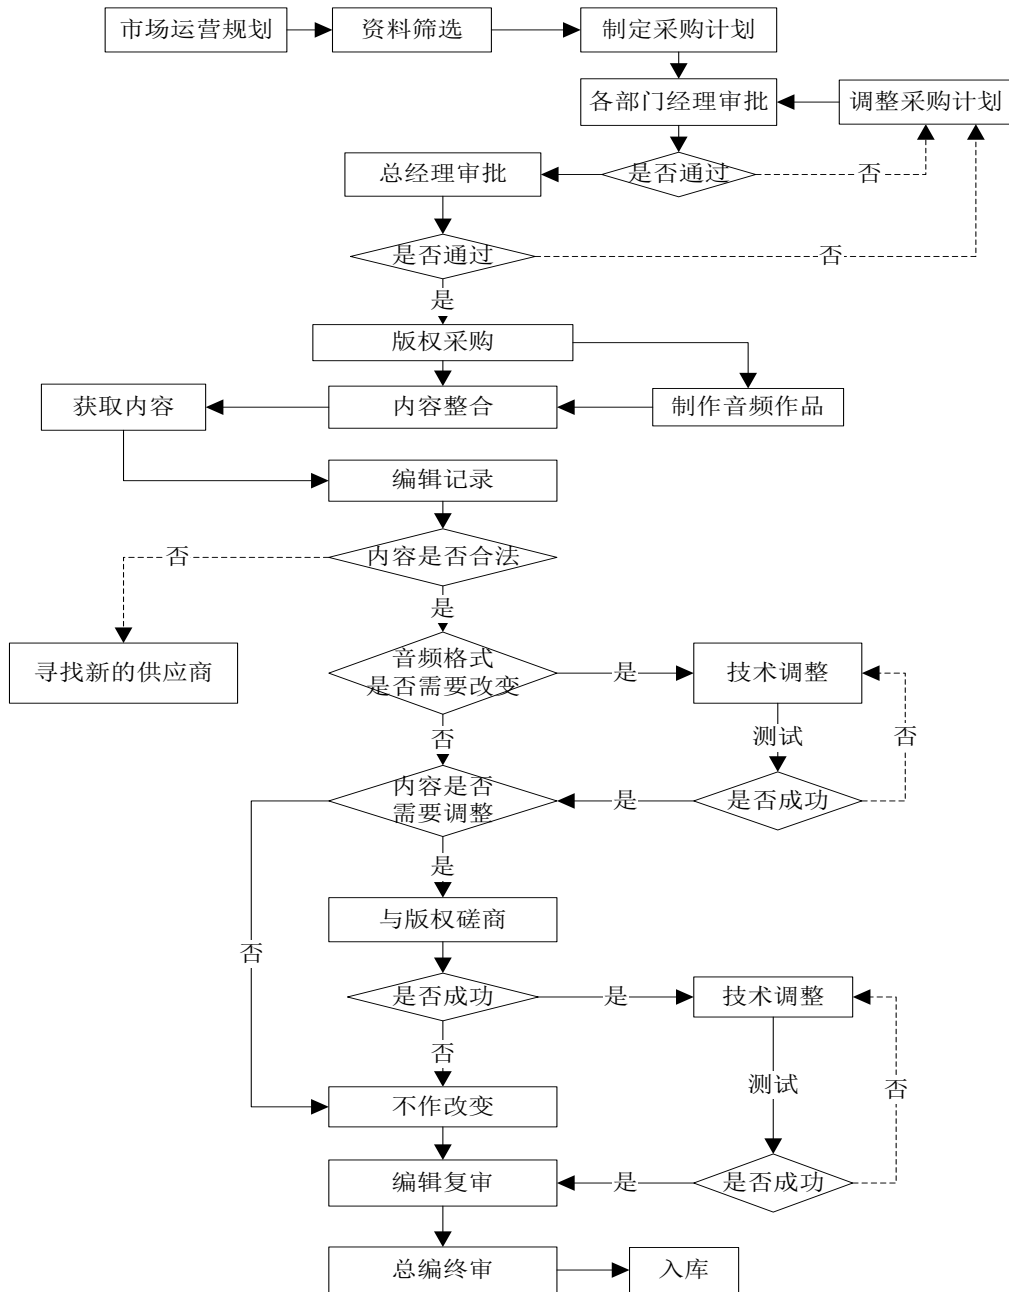 市场运营规划
资料筛选
制定采购计划
各部门经理审批
调整采购计划
总经理审批
是否通过
否
是否通过
否
是
版权采购
获取内容
内容整合
制作音频作品
编辑记录
否
内容是否合法
是
寻找新的供应商
音频格式
是否需要改变
是
技术调整
否
测试
否
内容是否
需要调整
是
是否成功
是
与版权磋商
否
是否成功
是
技术调整
否
测试
否
不作改变
编辑复审
是
是否成功
总编终审
入库